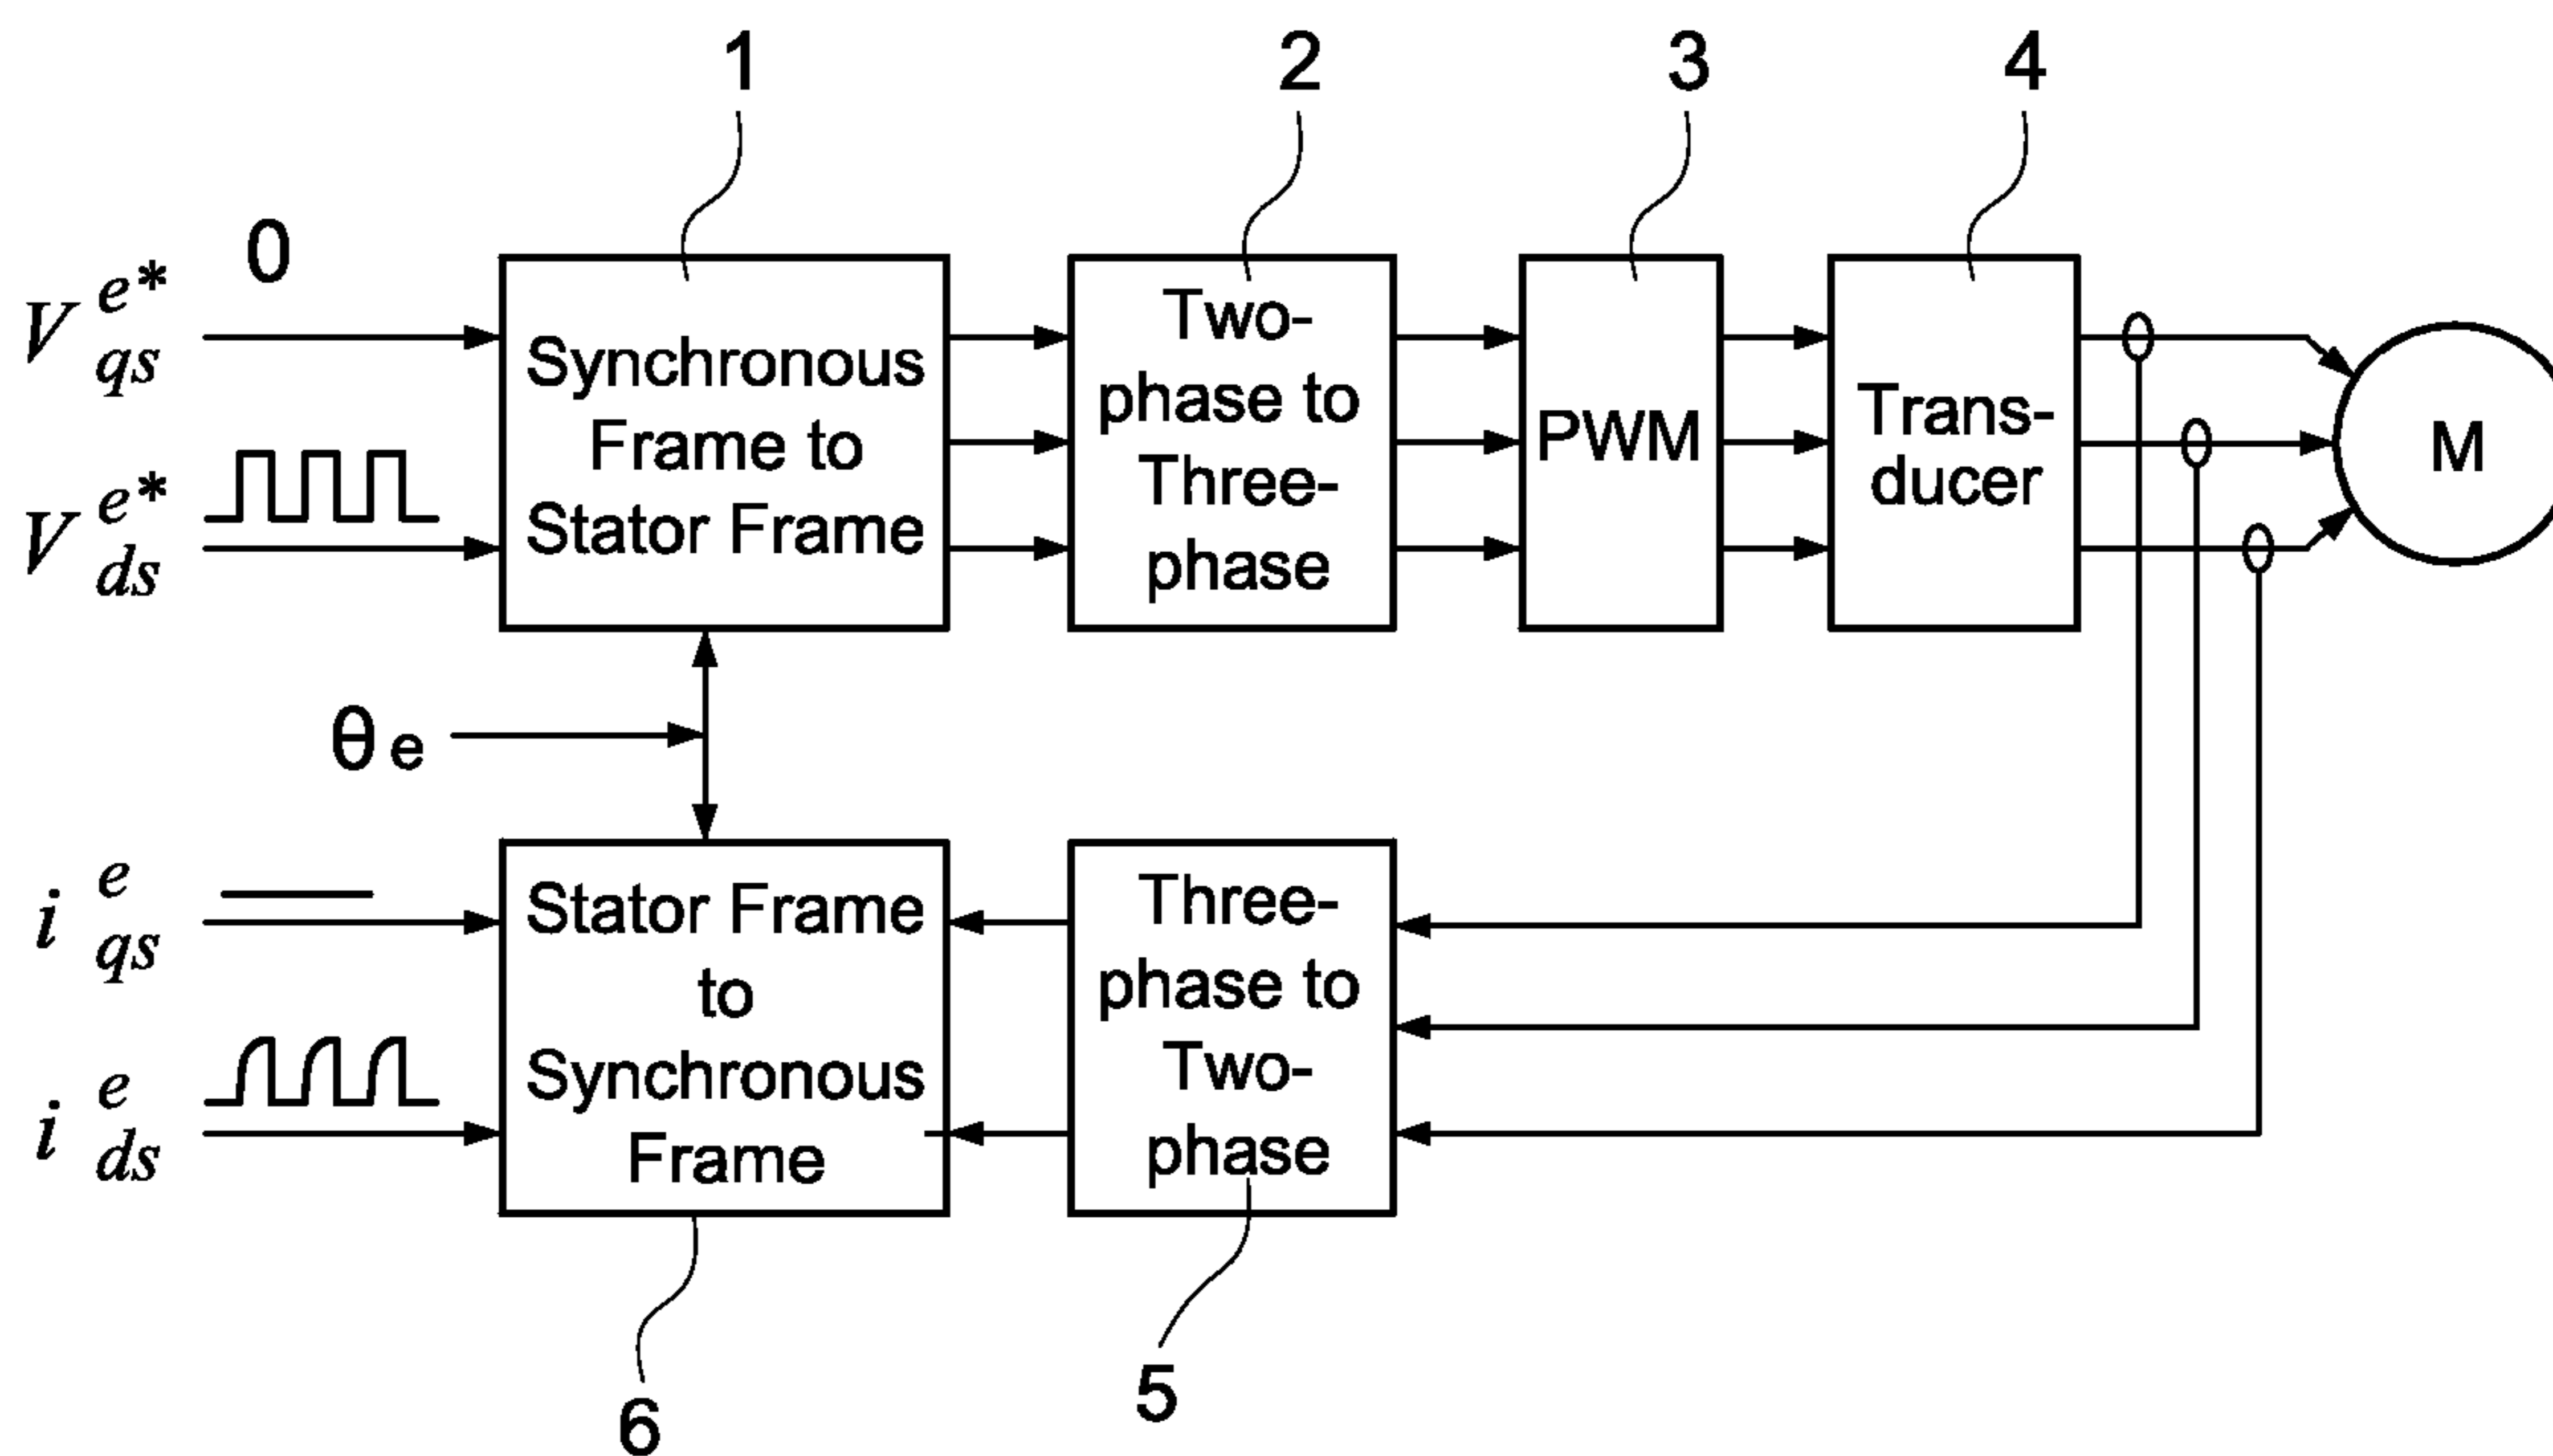 1
2
3
4
0
V e* qs
V e* ds
Synchronous
Frame to
Stator Frame
Two-
phase to
Three-
phase
PWM
Trans-
ducer
M
θe
i e qs
i e ds
Stator Frame
to
Synchronous
Frame
Three-
phase to
Two-
phase
5
6